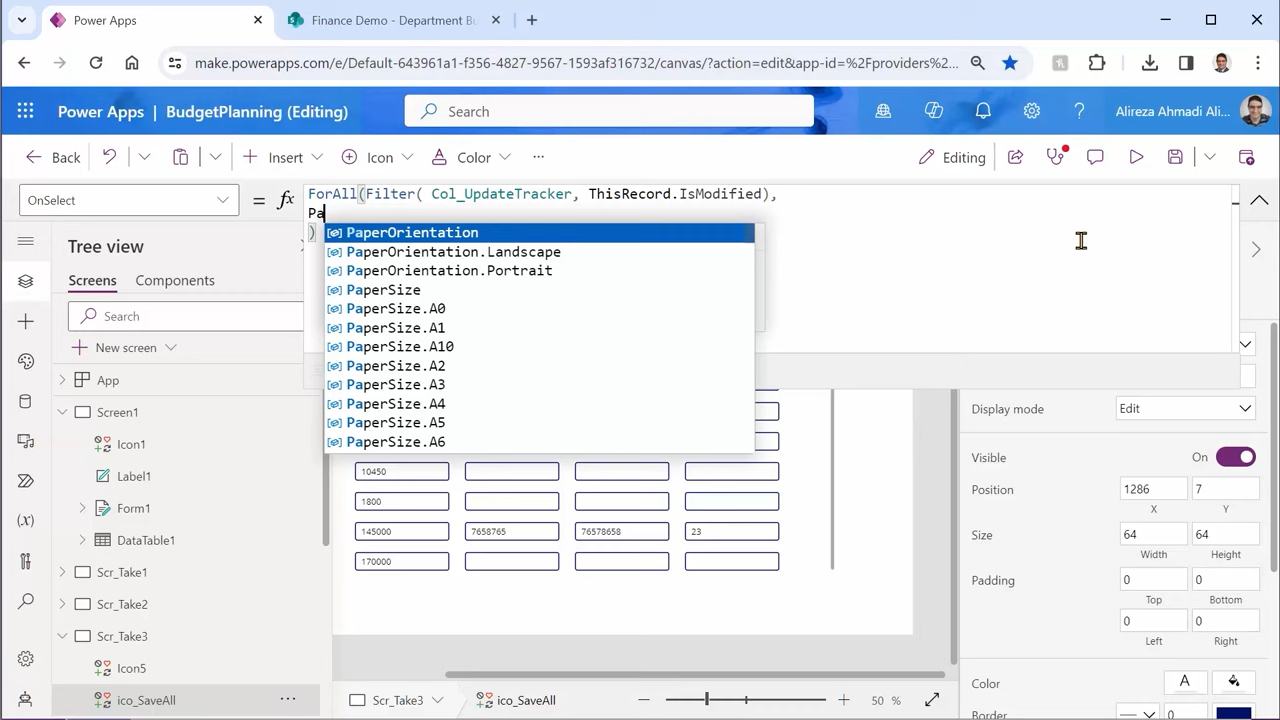 Power Apps
Finance Demo - Department Bu
make.powerapps.com/e/Default-643961a1-f356-4827-9567-1593af316732/canvas/?action=edit&app-id=%2Fproviders%2...
Power Apps | BudgetPlanning (Editing)
Search
Alireza Ahmadi Ali...
Back
Insert
Icon
Color
...
Editing
OnSelect
= fx
ForAll(Filter( Col_UpdateTracker, ThisRecord.IsModified),
Pa
)
PaperOrientation
PaperOrientation.Landscape
PaperOrientation.Portrait
PaperSize
PaperSize.A0
PaperSize.A1
PaperSize.A10
PaperSize.A2
PaperSize.A3
PaperSize.A4
PaperSize.A5
PaperSize.A6
Tree view
Screens
Components
Search
New screen
App
Screen1
Icon1
Label1
Form1
DataTable1
Scr_Take1
Scr_Take2
Scr_Take3
Icon5
ico_SaveAll
10450
1800
145000 7658765 76578658 23
170000
Scr_Take3
ico_SaveAll
50 %
Display mode
Edit
Visible
On
Position
1286 7
X Y
Size
64 64
Width Height
Padding
0 0
Top Bottom
0 0
Left Right
Color
A
Border
0